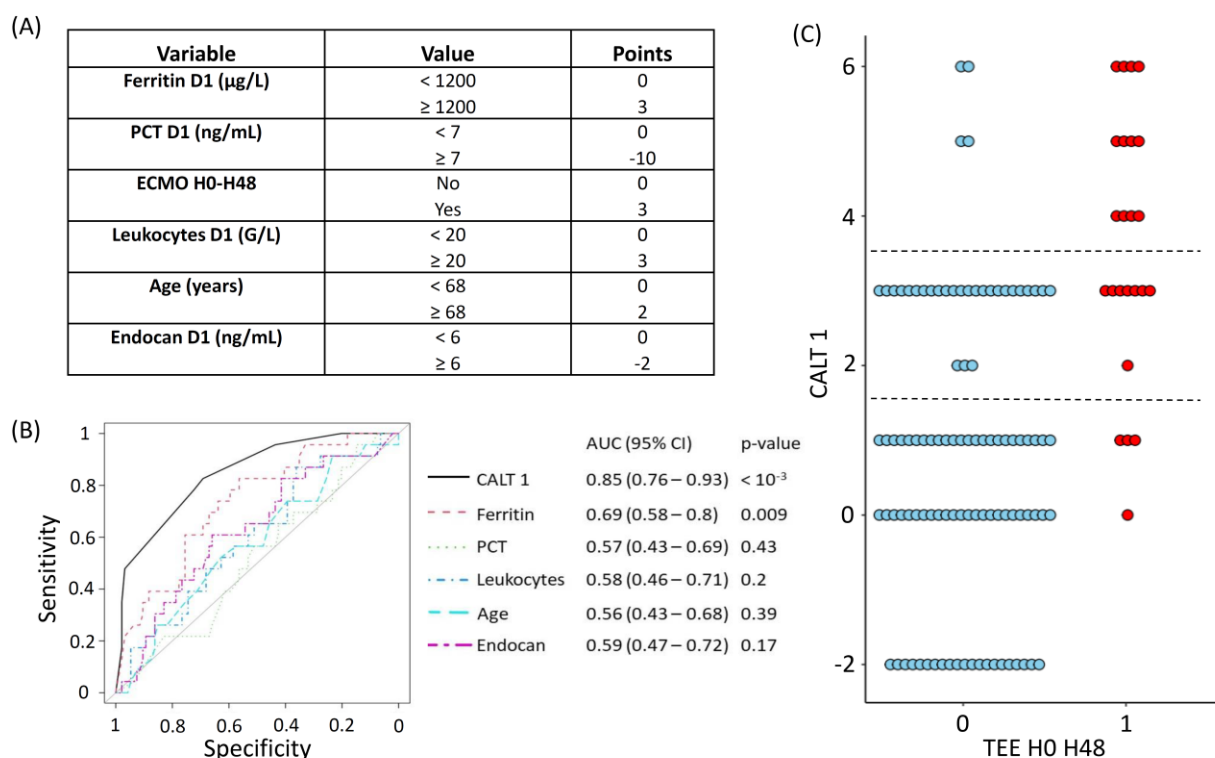 (A)
Variable Value Points
Ferritin D1 (µg/L) < 1200 0
≥ 1200 3
PCT D1 (ng/mL) < 7 0
≥ 7 -10
ECMO H0-H48 No 0
Yes 3
Leukocytes D1 (G/L) < 20 0
≥ 20 3
Age (years) < 68 0
≥ 68 2
Endocan D1 (ng/mL) < 6 0
≥ 6 -2
(B)
Sensitivity
1
0.8
0.6
0.4
0.2
0
1 0.8 0.6 0.4 0.2 0
Specificity
AUC (95% CI) p-value
CALT 1 0.85 (0.76 – 0.93) < 10⁻³
Ferritin 0.69 (0.58 – 0.8) 0.009
PCT 0.57 (0.43 – 0.69) 0.43
Leukocytes 0.58 (0.46 – 0.71) 0.2
Age 0.56 (0.43 – 0.68) 0.39
Endocan 0.59 (0.47 – 0.72) 0.17
(C)
CALT 1
6
4
2
0
-2
0 1
TEE H0 H48